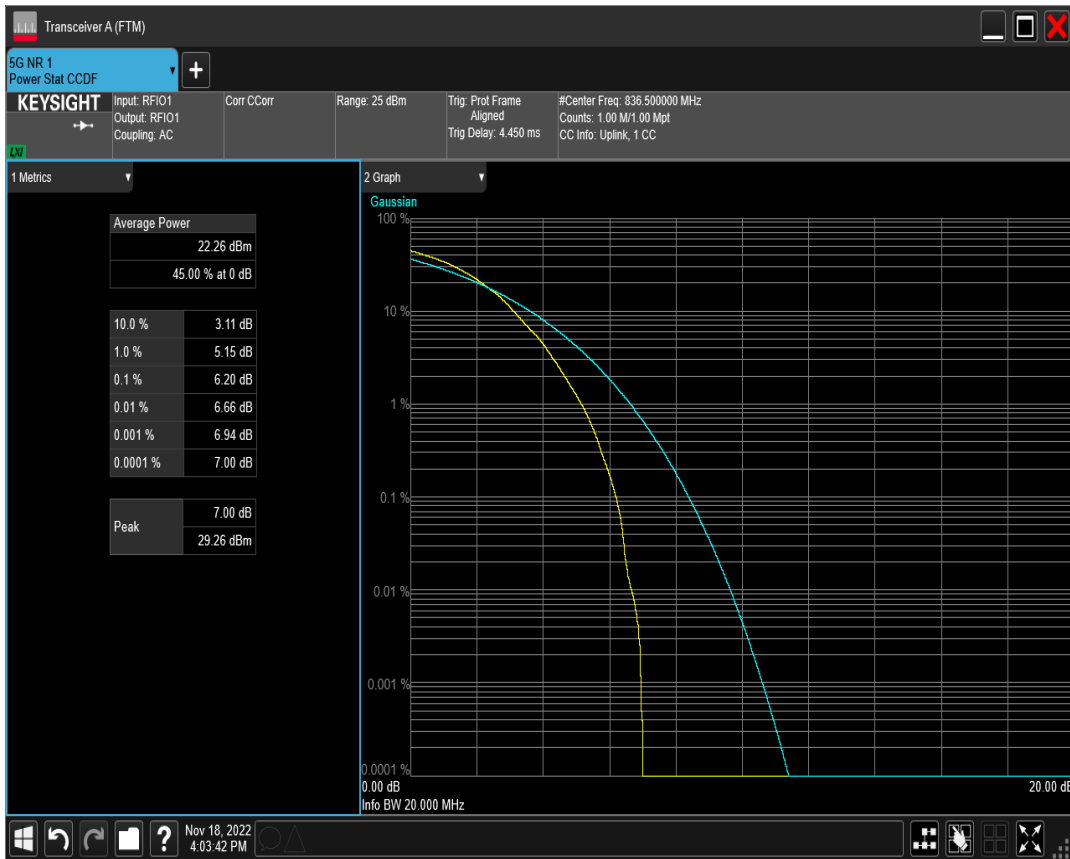 Transceiver A (FTM)
5G NR 1
Power Stat CCDF
+
KEYSIGHT
LXI
Input: RFIO1
Output: RFIO1
Coupling: AC
Corr CCorr
Range: 25 dBm
Trig: Prot Frame
Aligned
Trig Delay: 4.450 ms
#Center Freq: 836.500000 MHz
Counts: 1.00 M/1.00 Mpt
CC Info: Uplink, 1 CC
1 Metrics
Average Power
22.26 dBm
45.00 % at 0 dB
10.0 % 3.11 dB
1.0 % 5.15 dB
0.1 % 6.20 dB
0.01 % 6.66 dB
0.001 % 6.94 dB
0.0001 % 7.00 dB
Peak 7.00 dB
29.26 dBm
2 Graph
Gaussian
100 %
10 %
1 %
0.1 %
0.01 %
0.001 %
0.0001 %
0.00 dB 20.00 dB
Info BW 20.000 MHz
?
Nov 18, 2022
4:03:42 PM